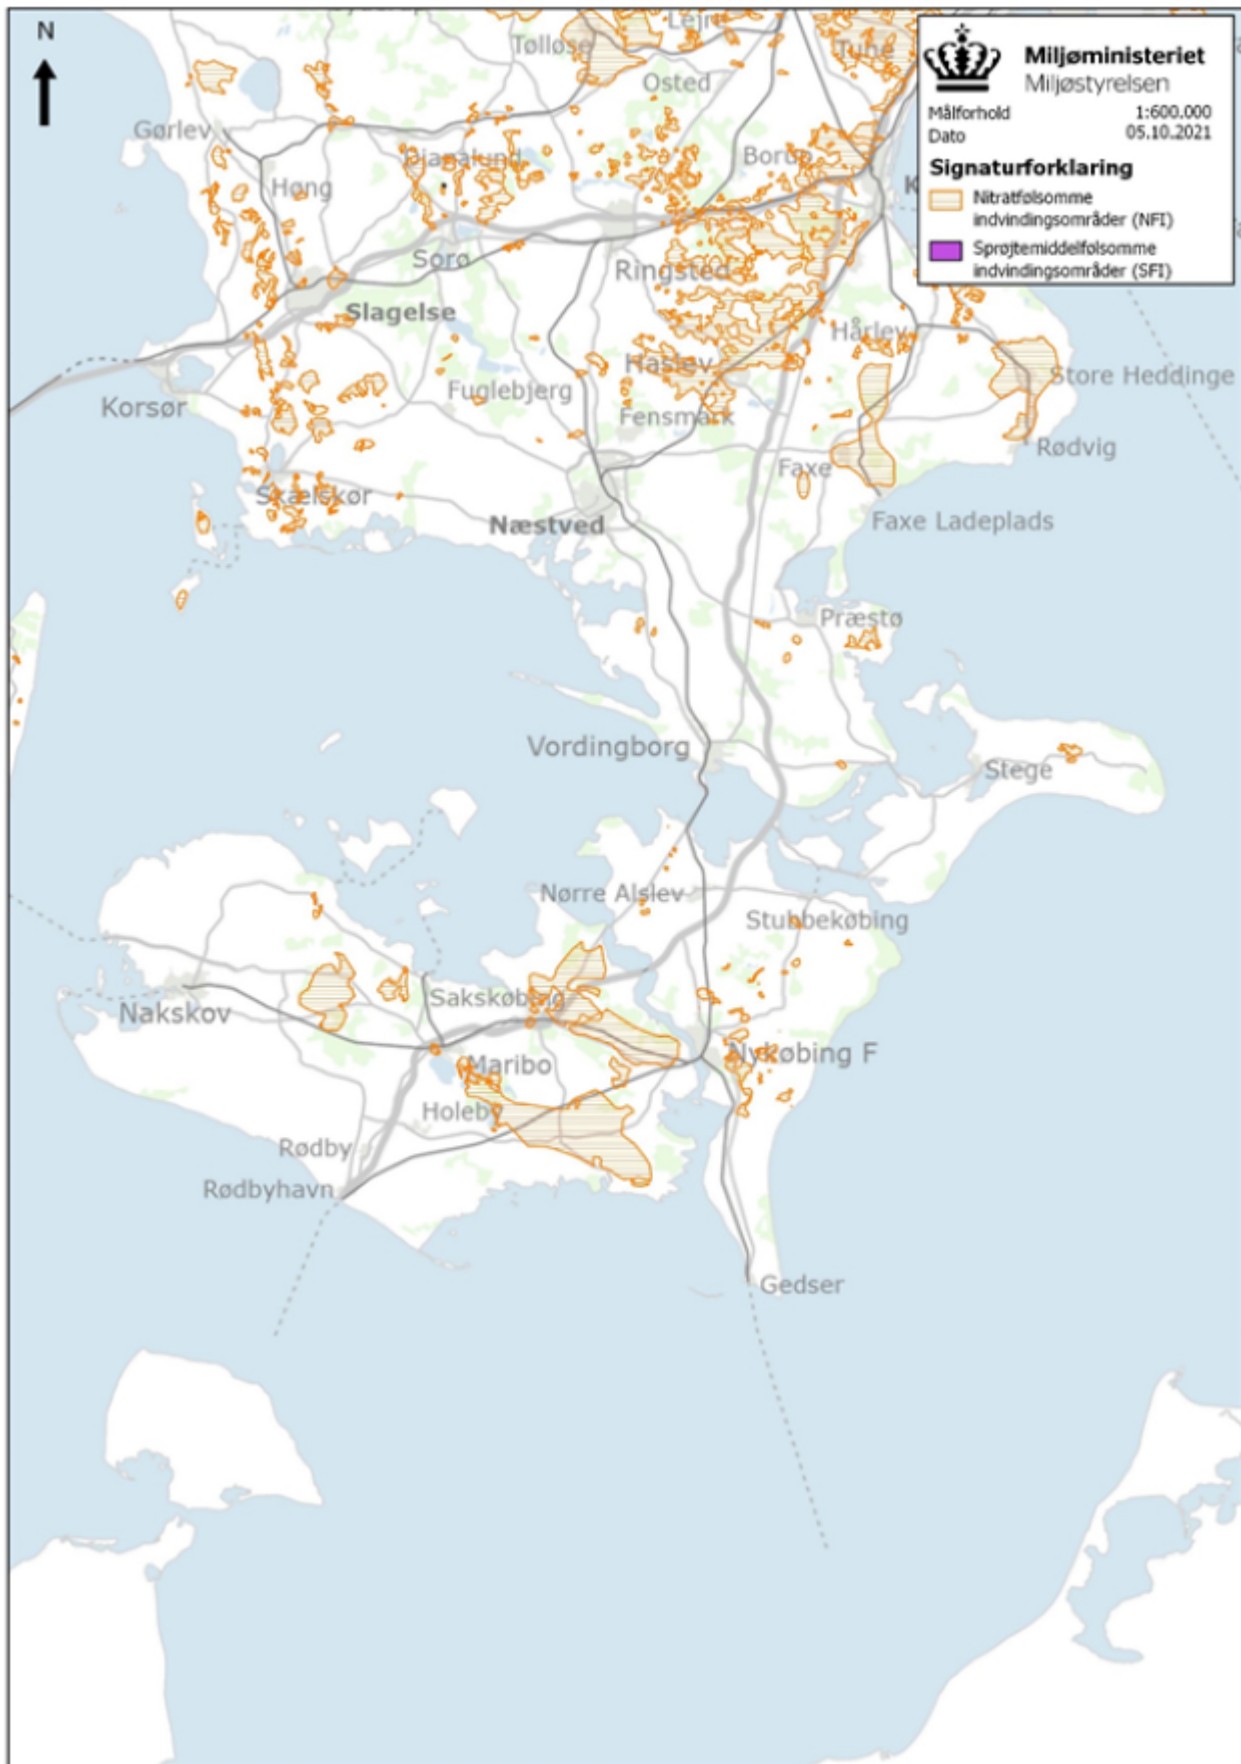 N
Miljøministeriet
Miljøstyrelsen
Målforhold 1:600.000
Dato 05.10.2021
Signaturforklaring
Nitratfølsomme
indvindingsområder (NFI)
Sprøjtemiddelfølsomme
indvindingsområder (SFI)
Lejre
Tølløse
Tune
Osted
Gørlev
Dianalund
Borup
Høng
K
Sorø
Ringsted
Slagelse
Hårlev
Haslev
Store Heddinge
Fuglebjerg
Korsør
Fensmark
Rødvig
Faxe
Skælskør
Næstved
Faxe Ladeplads
Præstø
Vordingborg
Stege
Nørre Alslev
Stubbekøbing
Sakskøbing
Nakskov
Nykøbing F
Maribo
Holeby
Rødby
Rødbyhavn
Gedser